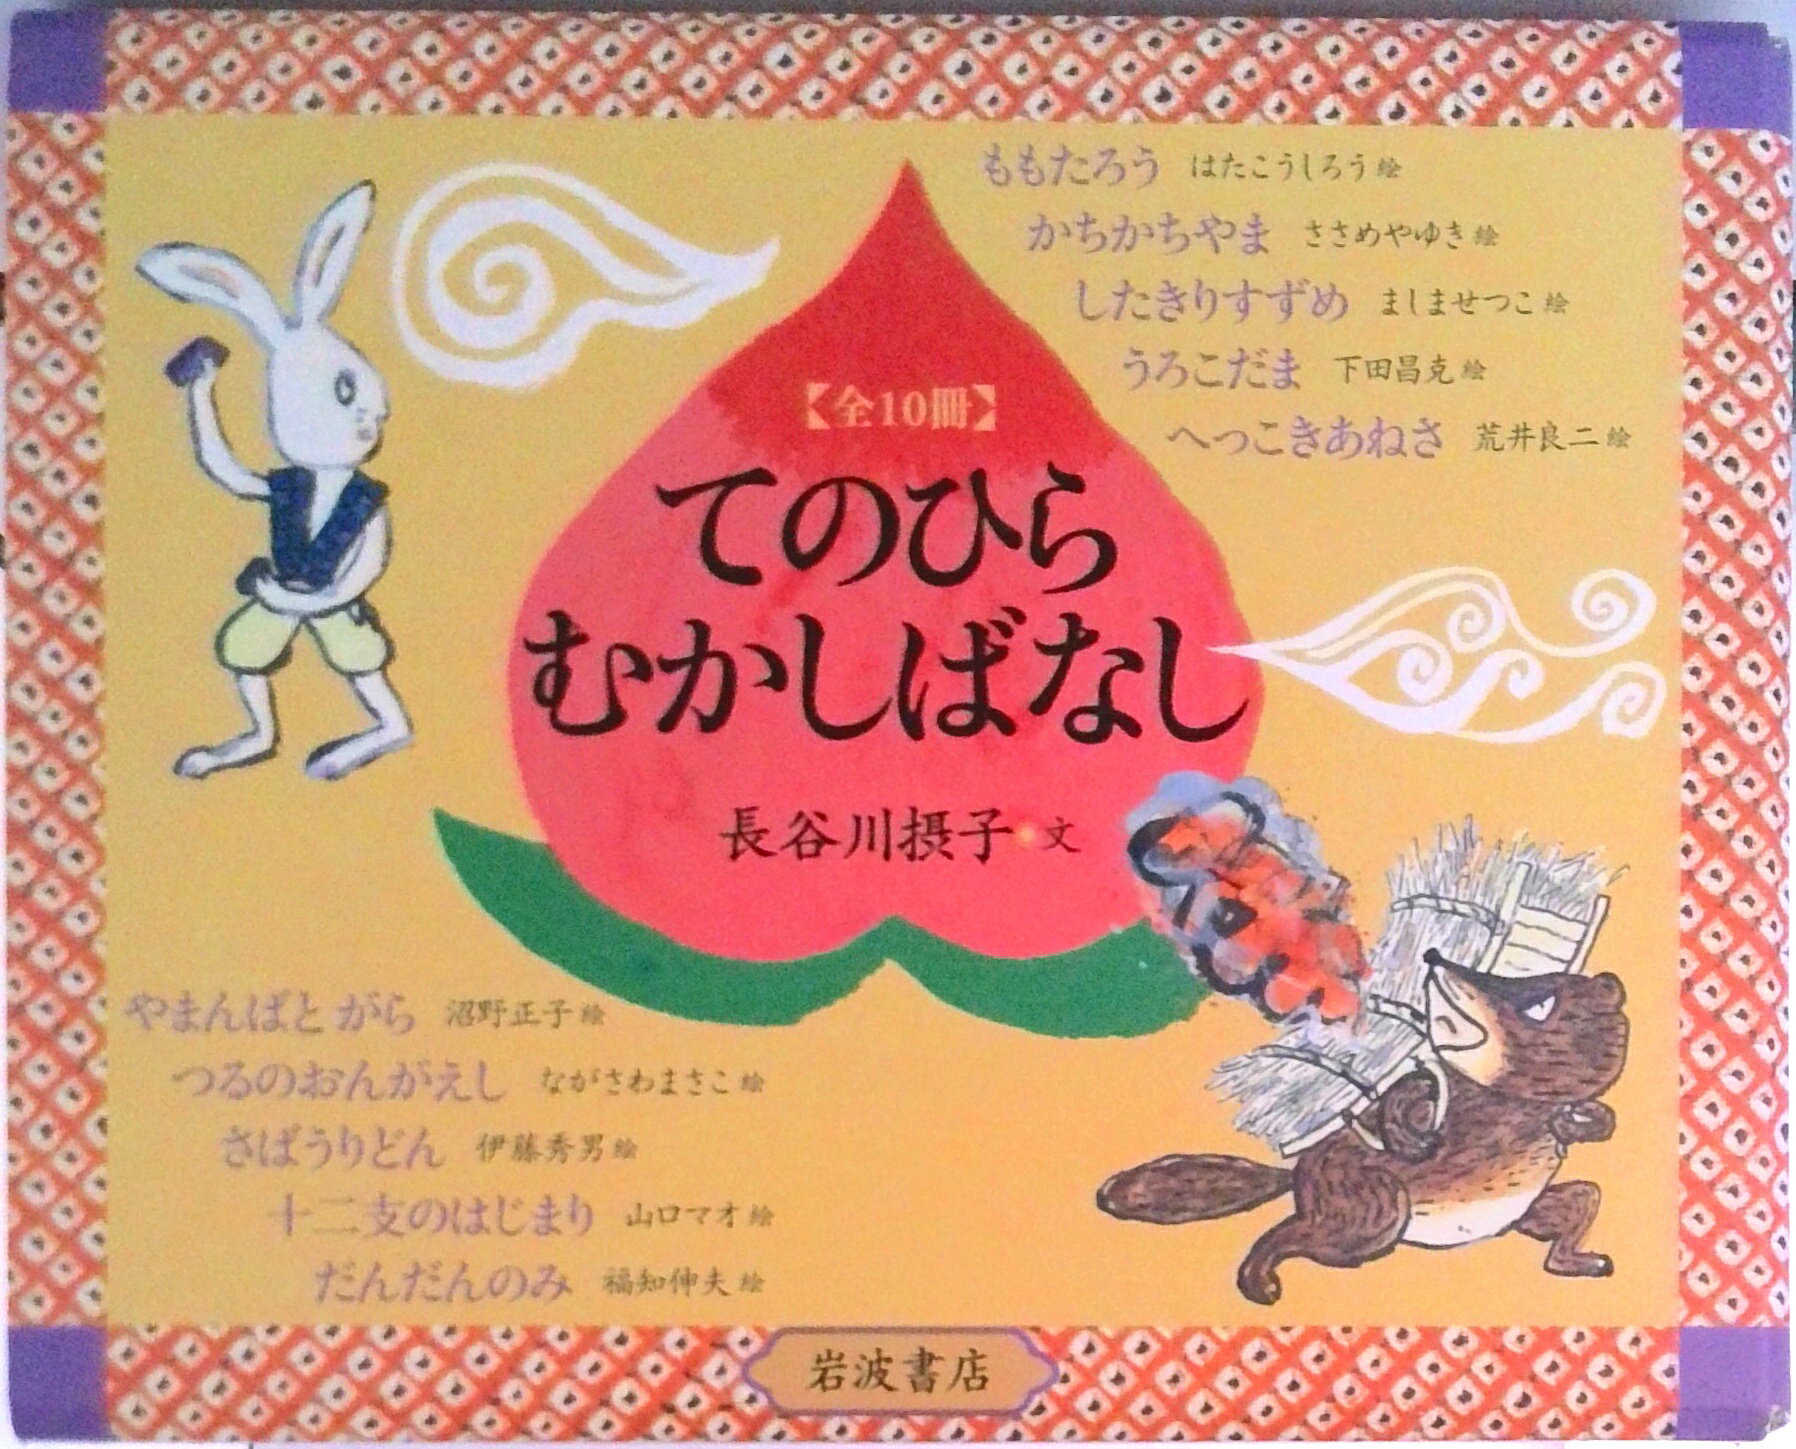 ももたろう はたこうしろう 絵
かちかちやま ささめやゆき 絵
したきりすずめ ましませつこ 絵
うろこだま 下田昌克 絵
へっこきあねさ 荒井良二 絵
【全10冊】
てのひら
むかしばなし
長谷川摂子・文
やまんばと がら 沼野正子 絵
つるのおんがえし ながさわまさこ 絵
さばうりどん 伊藤秀男 絵
十二支のはじまり 山口マオ 絵
だんだんのみ 福知伸夫 絵
岩波書店